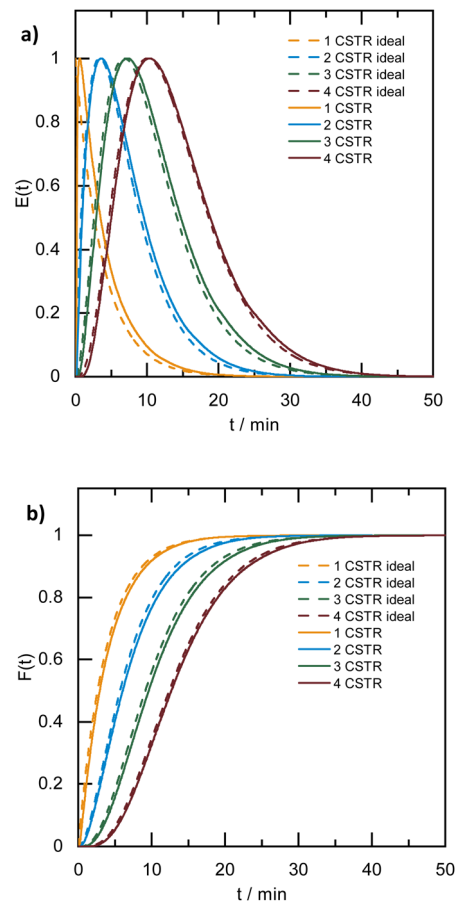 a)
1 CSTR ideal
2 CSTR ideal
3 CSTR ideal
4 CSTR ideal
1 CSTR
2 CSTR
3 CSTR
4 CSTR
E(t)
1
0.8
0.6
0.4
0.2
0
0 10 20 30 40 50
t / min
b)
1 CSTR ideal
2 CSTR ideal
3 CSTR ideal
4 CSTR ideal
1 CSTR
2 CSTR
3 CSTR
4 CSTR
F(t)
1
0.8
0.6
0.4
0.2
0
0 10 20 30 40 50
t / min